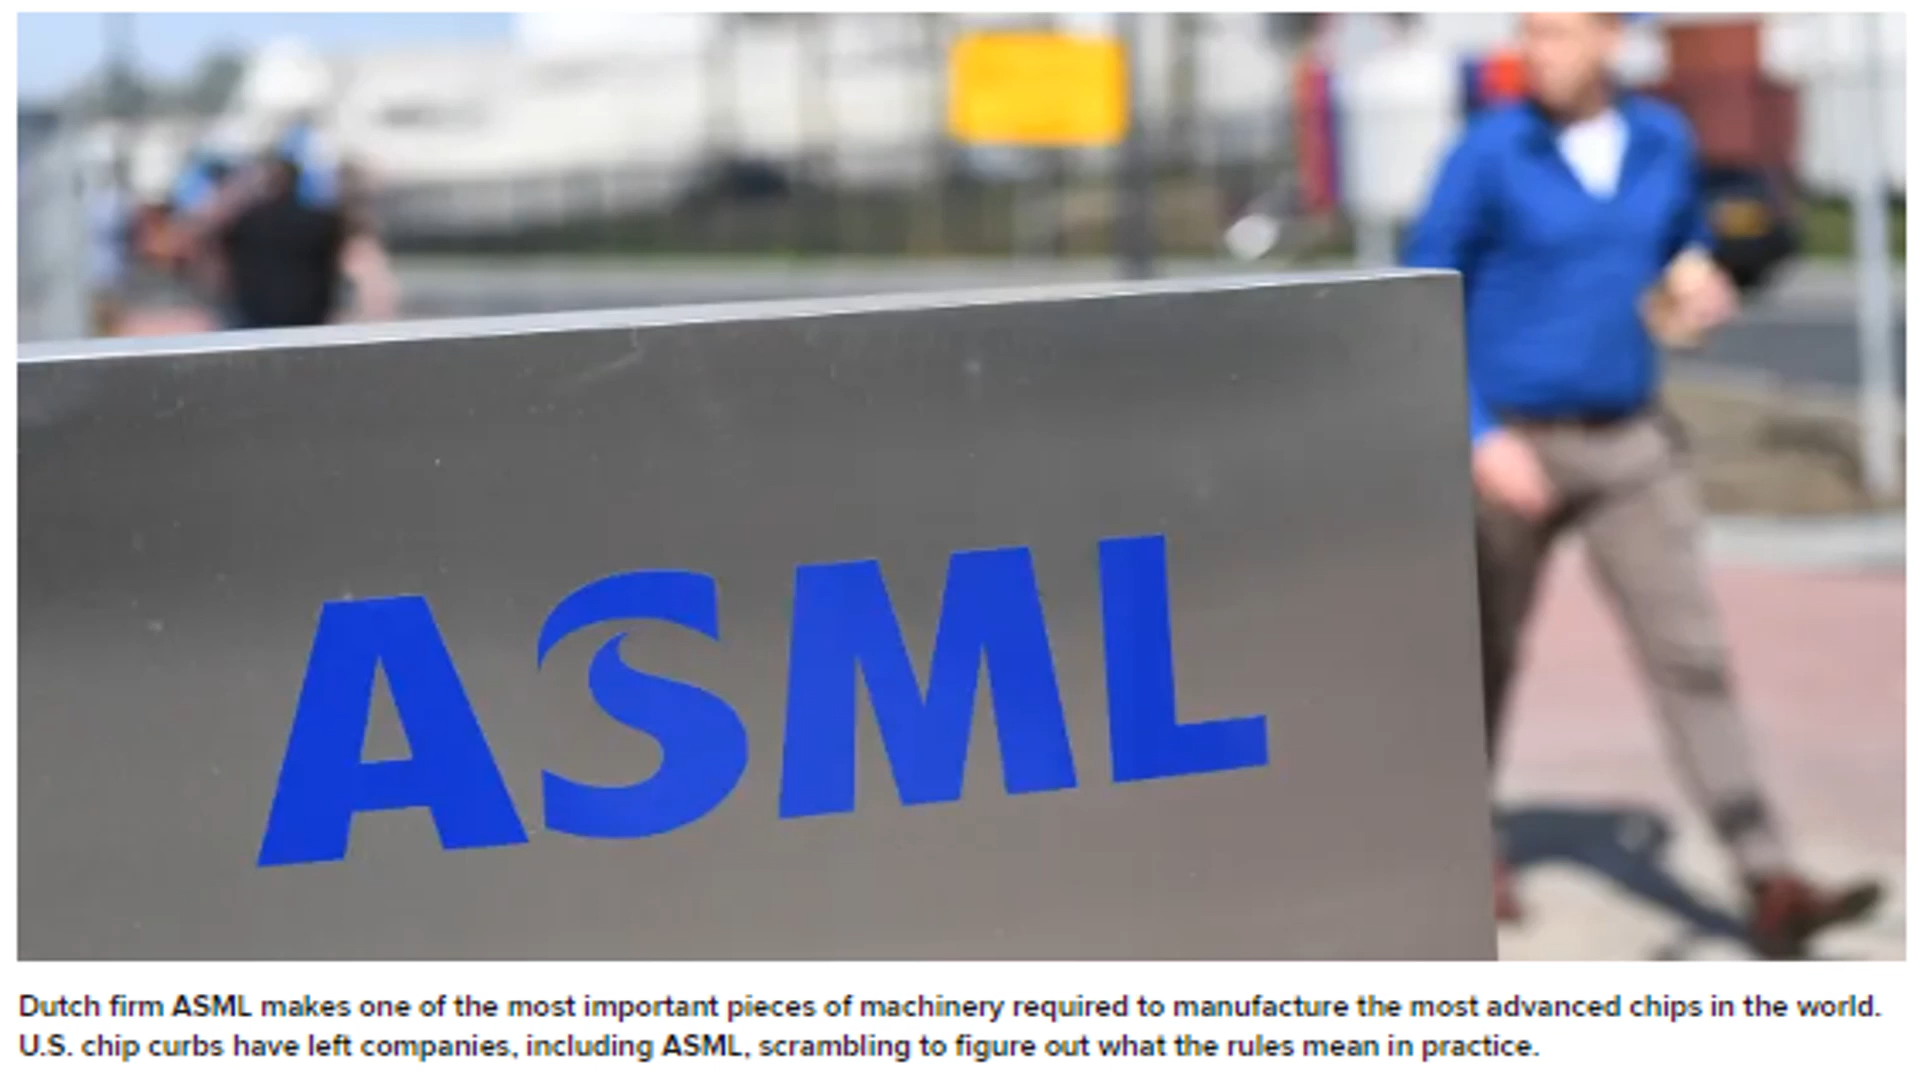 ASML
Dutch firm ASML makes one of the most important pieces of machinery required to manufacture the most advanced chips in the world.
U.S. chip curbs have left companies, including ASML, scrambling to figure out what the rules mean in practice.